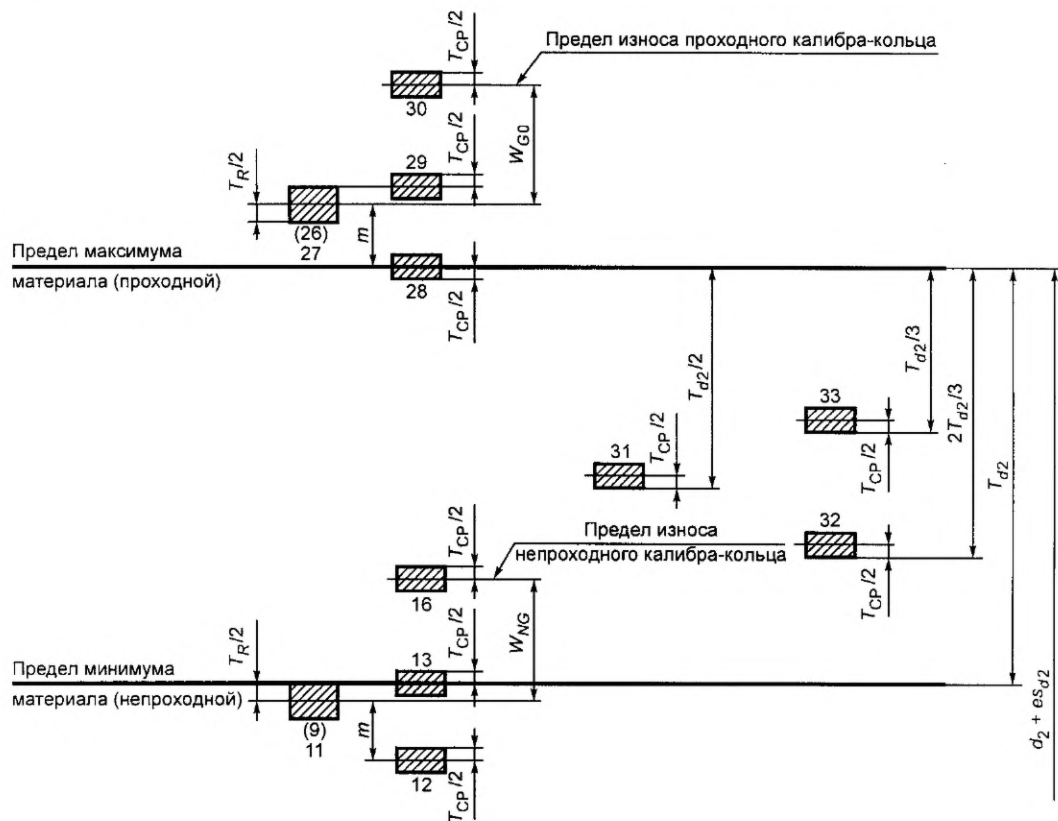 Предел износа проходного калибра-кольца
T_CP/2
30
T_CP/2
W_G0
29
T_R/2
m
(26)
27
Предел максимума
материала (проходной)
28
T_CP/2
T_d2/2
T_d2/3
2T_d2/3
T_d2
33
T_CP/2
31
T_CP/2
32
T_CP/2
Предел износа
непроходного калибра-кольца
T_CP/2
16
W_NG
T_CP/2
13
T_R/2
Предел минимума
материала (непроходной)
(9)
11
m
12
T_CP/2
d_2 + es_d2